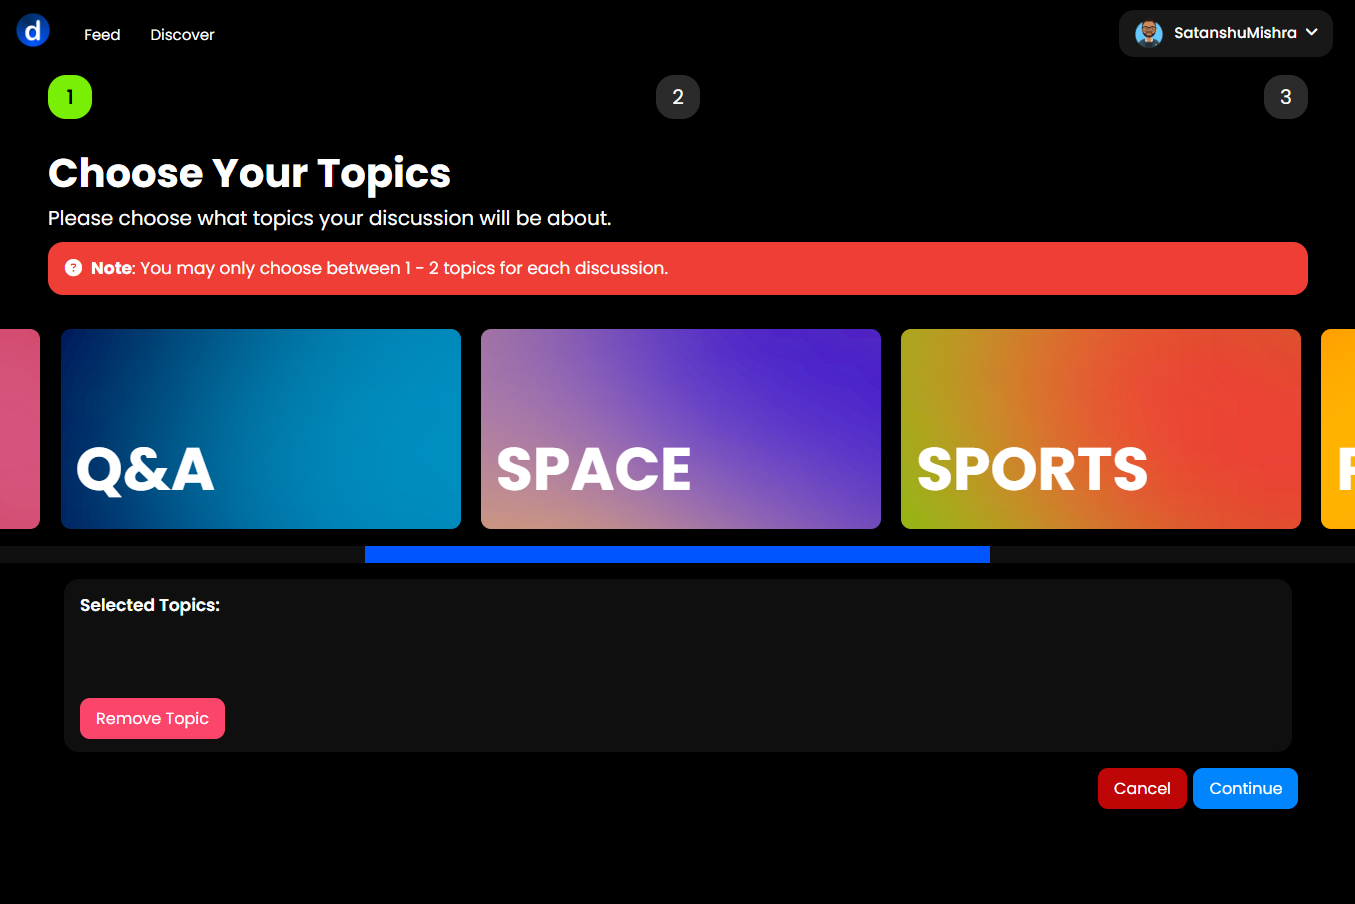 d
Feed
Discover
SatanshuMishra
1
2
3
Choose Your Topics
Please choose what topics your discussion will be about.
? Note: You may only choose between 1 - 2 topics for each discussion.
Q&A
SPACE
SPORTS
Selected Topics:
Remove Topic
Cancel
Continue